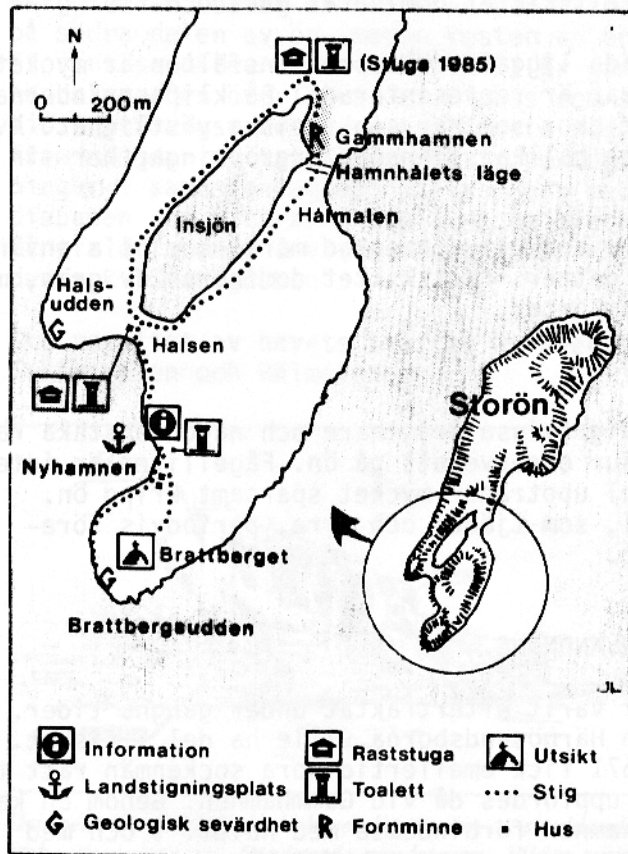 N
0 200m
(Stuga 1985)
Gammhamnen
Hamnhålets läge
Hålmalen
Insjön
Hals-
udden
Halsen
Nyhamnen
Brattberget
Brattbergsudden
Storön
JL
Information
Landstigningsplats
Geologisk sevärdhet
Raststuga
Toalett
Fornminne
Utsikt
Stig
Hus